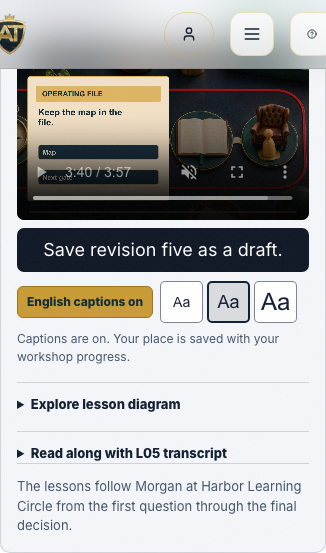 AT
OPERATING FILE
Keep the map in the
file.
Map
Next gate
3:40 / 3:57
Save revision five as a draft.
English captions on
Aa
Aa
Aa
Captions are on. Your place is saved with your
workshop progress.
Explore lesson diagram
Read along with L05 transcript
The lessons follow Morgan at Harbor Learning
Circle from the first question through the final
decision.